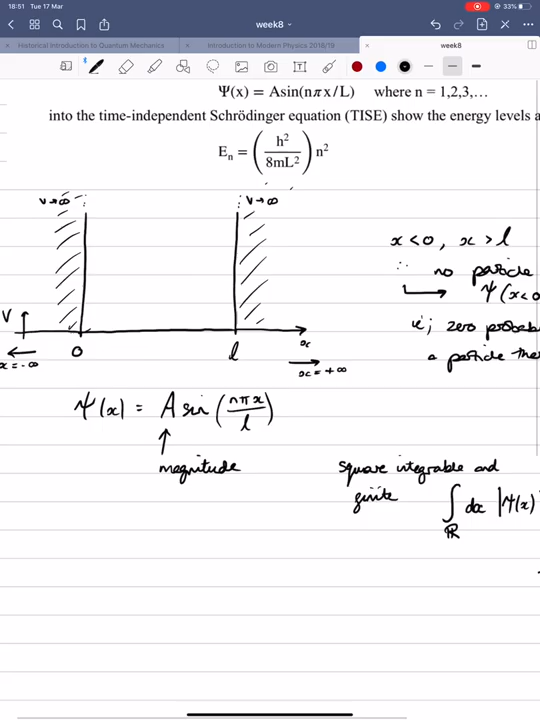 18:51 Tue 17 Mar
33%
week8
Historical Introduction to Quantum Mechanics
Introduction to Modern Physics 2018/19
week8
Ψ(x) = Asin(nπx/L) where n = 1,2,3,…
into the time-independent Schrödinger equation (TISE) show the energy levels a
Eₙ = (h²/8mL²) n²
V→∞
V→∞
x<0, x>l
∴ no particle
ψ(x<0
ie; zero probab
a particle the
V
x
0
l
x=-∞
x=+∞
ψ(x) = A sin(nπx/l)
magnitude
square integrable and
finite
∫ dx |ψ(x)
ℝ